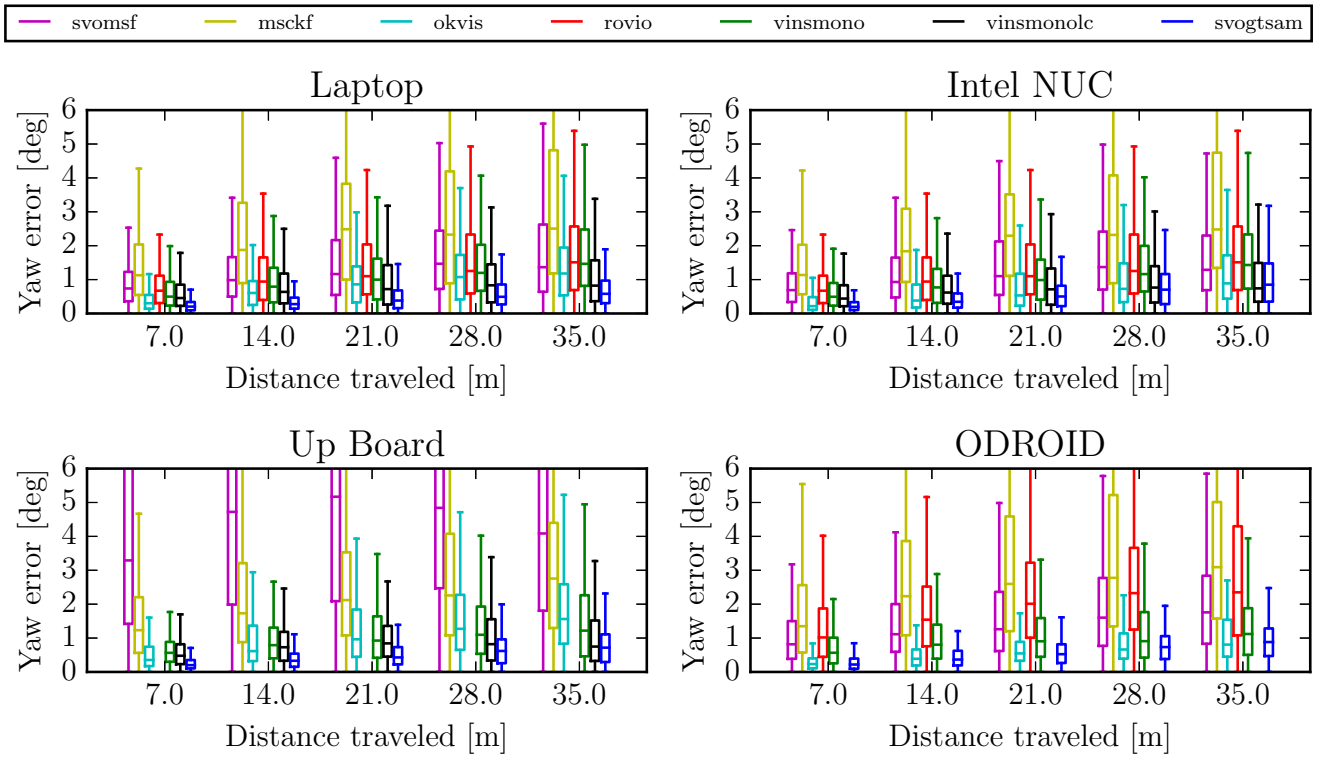 svomsf msckf okvis rovio vinsmono vinsmonolc svogtsam
Laptop
Yaw error [deg]
6
5
4
3
2
1
0
7.0 14.0 21.0 28.0 35.0
Distance traveled [m]
Intel NUC
Yaw error [deg]
6
5
4
3
2
1
0
7.0 14.0 21.0 28.0 35.0
Distance traveled [m]
Up Board
Yaw error [deg]
6
5
4
3
2
1
0
7.0 14.0 21.0 28.0 35.0
Distance traveled [m]
ODROID
Yaw error [deg]
6
5
4
3
2
1
0
7.0 14.0 21.0 28.0 35.0
Distance traveled [m]